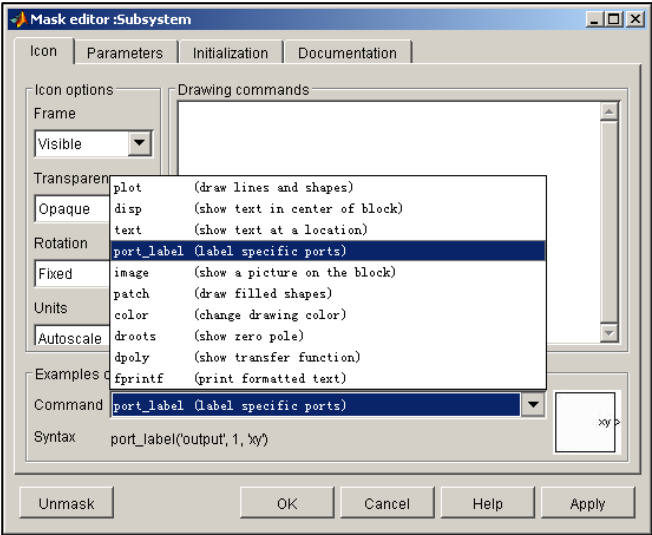 Mask editor :Subsystem
Icon Parameters Initialization Documentation
Icon options
Drawing commands
Frame
Visible
Transparen
Opaque
Rotation
Fixed
Units
Autoscale
plot (draw lines and shapes)
disp (show text in center of block)
text (show text at a location)
port_label (label specific ports)
image (show a picture on the block)
patch (draw filled shapes)
color (change drawing color)
droots (show zero pole)
dpoly (show transfer function)
fprintf (print formatted text)
Examples o
Command port_label (label specific ports)
xy >
Syntax port_label('output', 1, 'xy')
Unmask OK Cancel Help Apply